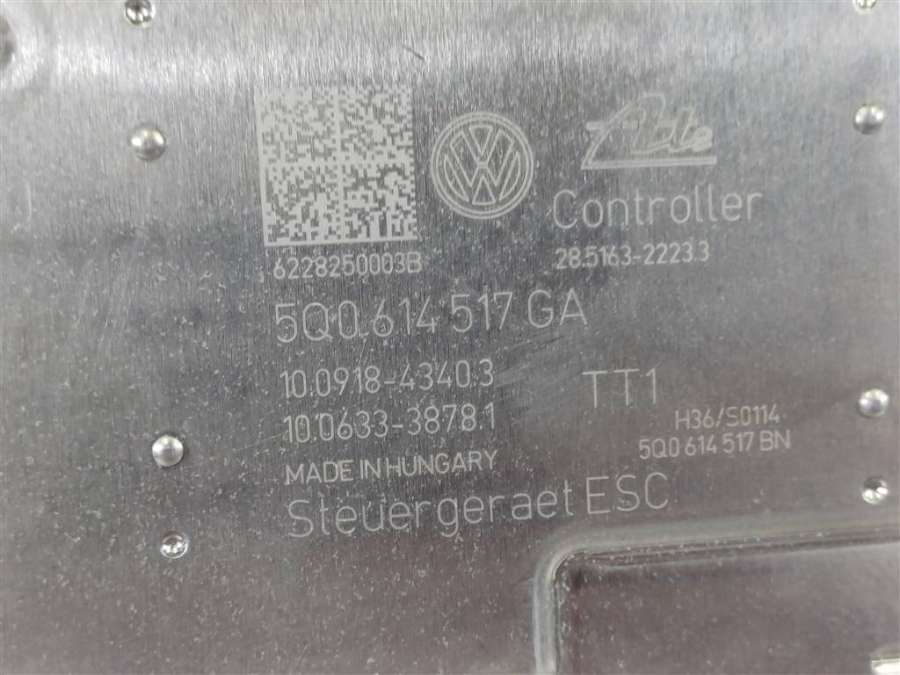 Ate
Controller
6228250003B
28.5163-2223.3
5Q0.614 517 GA
10.0918-4340.3
TT1
10.0633-3878.1
H36/S0114
5Q0 614 517 BN
MADE IN HUNGARY
Steuergeraet ESC